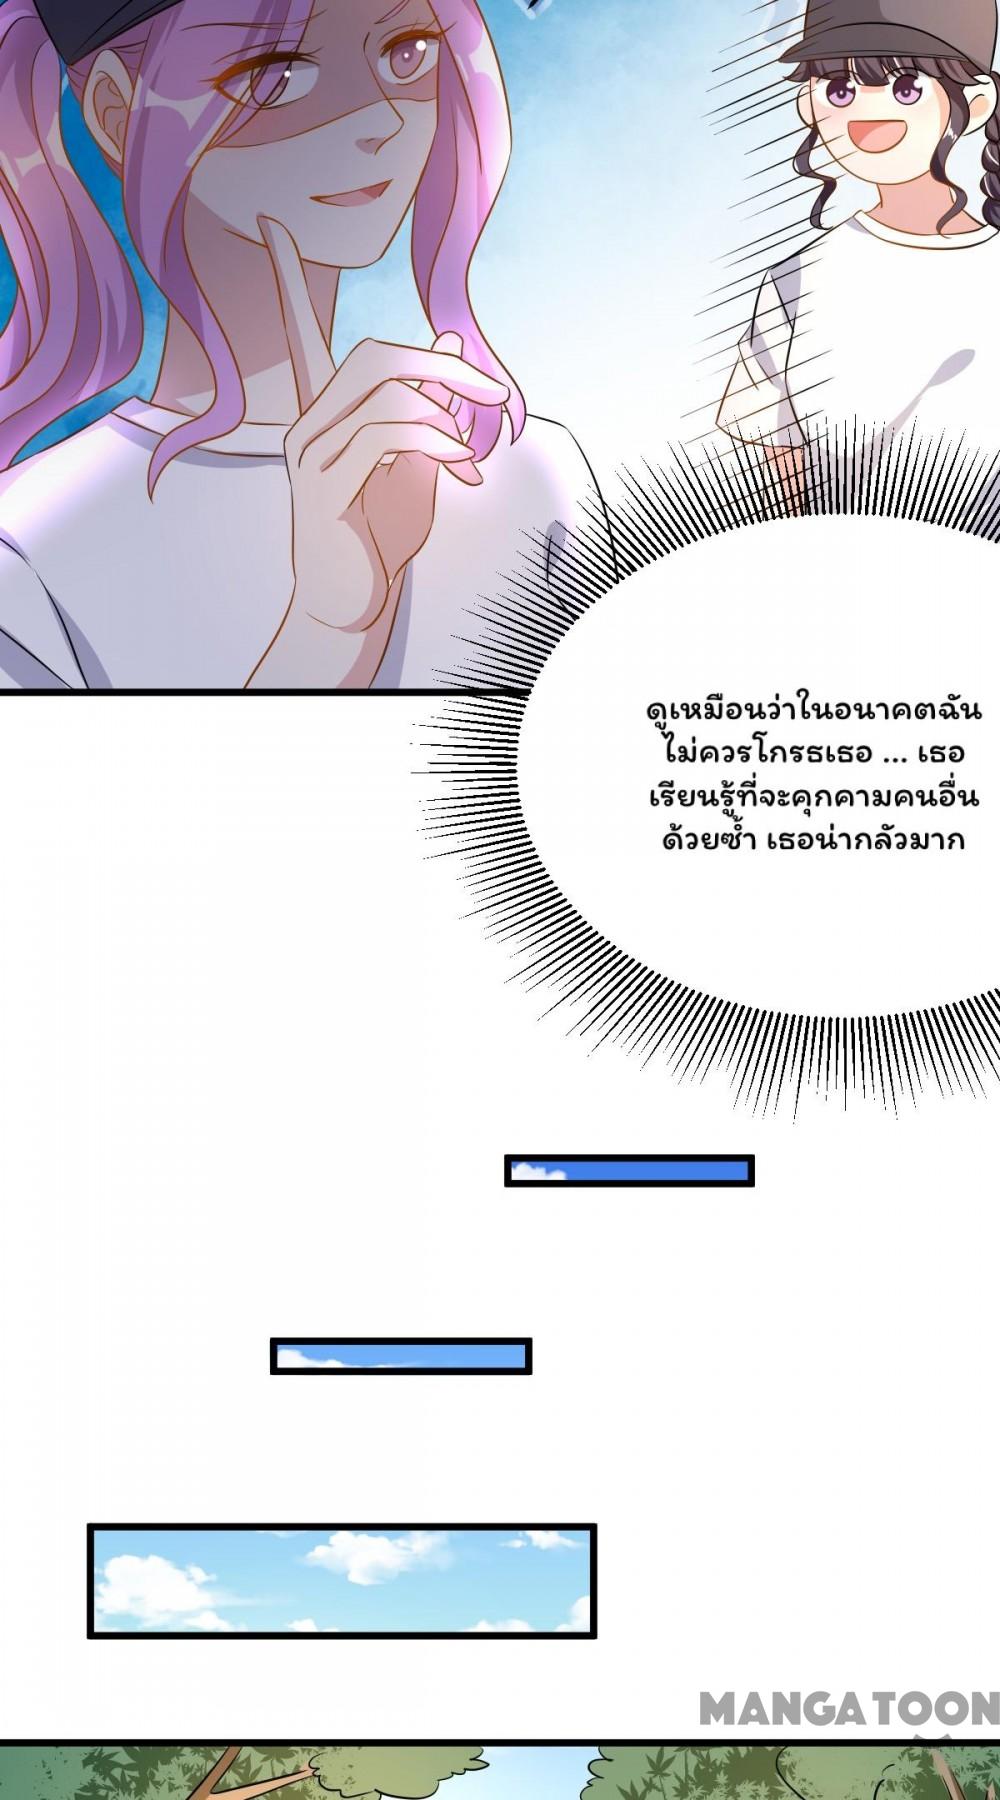 ดูเหมือนว่าในอนาคตฉัน
ไม่ควรโกรธเธอ ... เธอ
เรียนรู้ที่จะคุกคามคนอื่น
ด้วยซ้ำ เธอน่ากลัวมาก
MANGA TOON